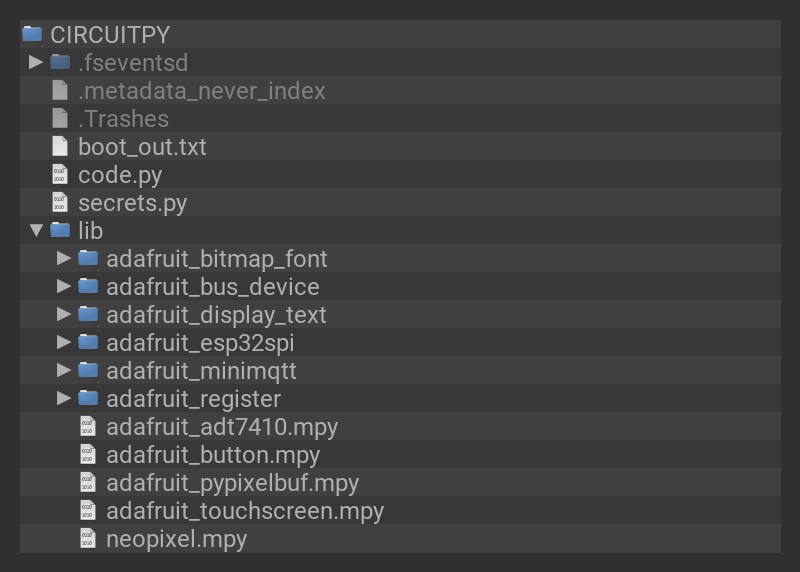 CIRCUITPY
.fseventsd
.metadata_never_index
.Trashes
boot_out.txt
code.py
secrets.py
lib
adafruit_bitmap_font
adafruit_bus_device
adafruit_display_text
adafruit_esp32spi
adafruit_minimqtt
adafruit_register
adafruit_adt7410.mpy
adafruit_button.mpy
adafruit_pypixelbuf.mpy
adafruit_touchscreen.mpy
neopixel.mpy